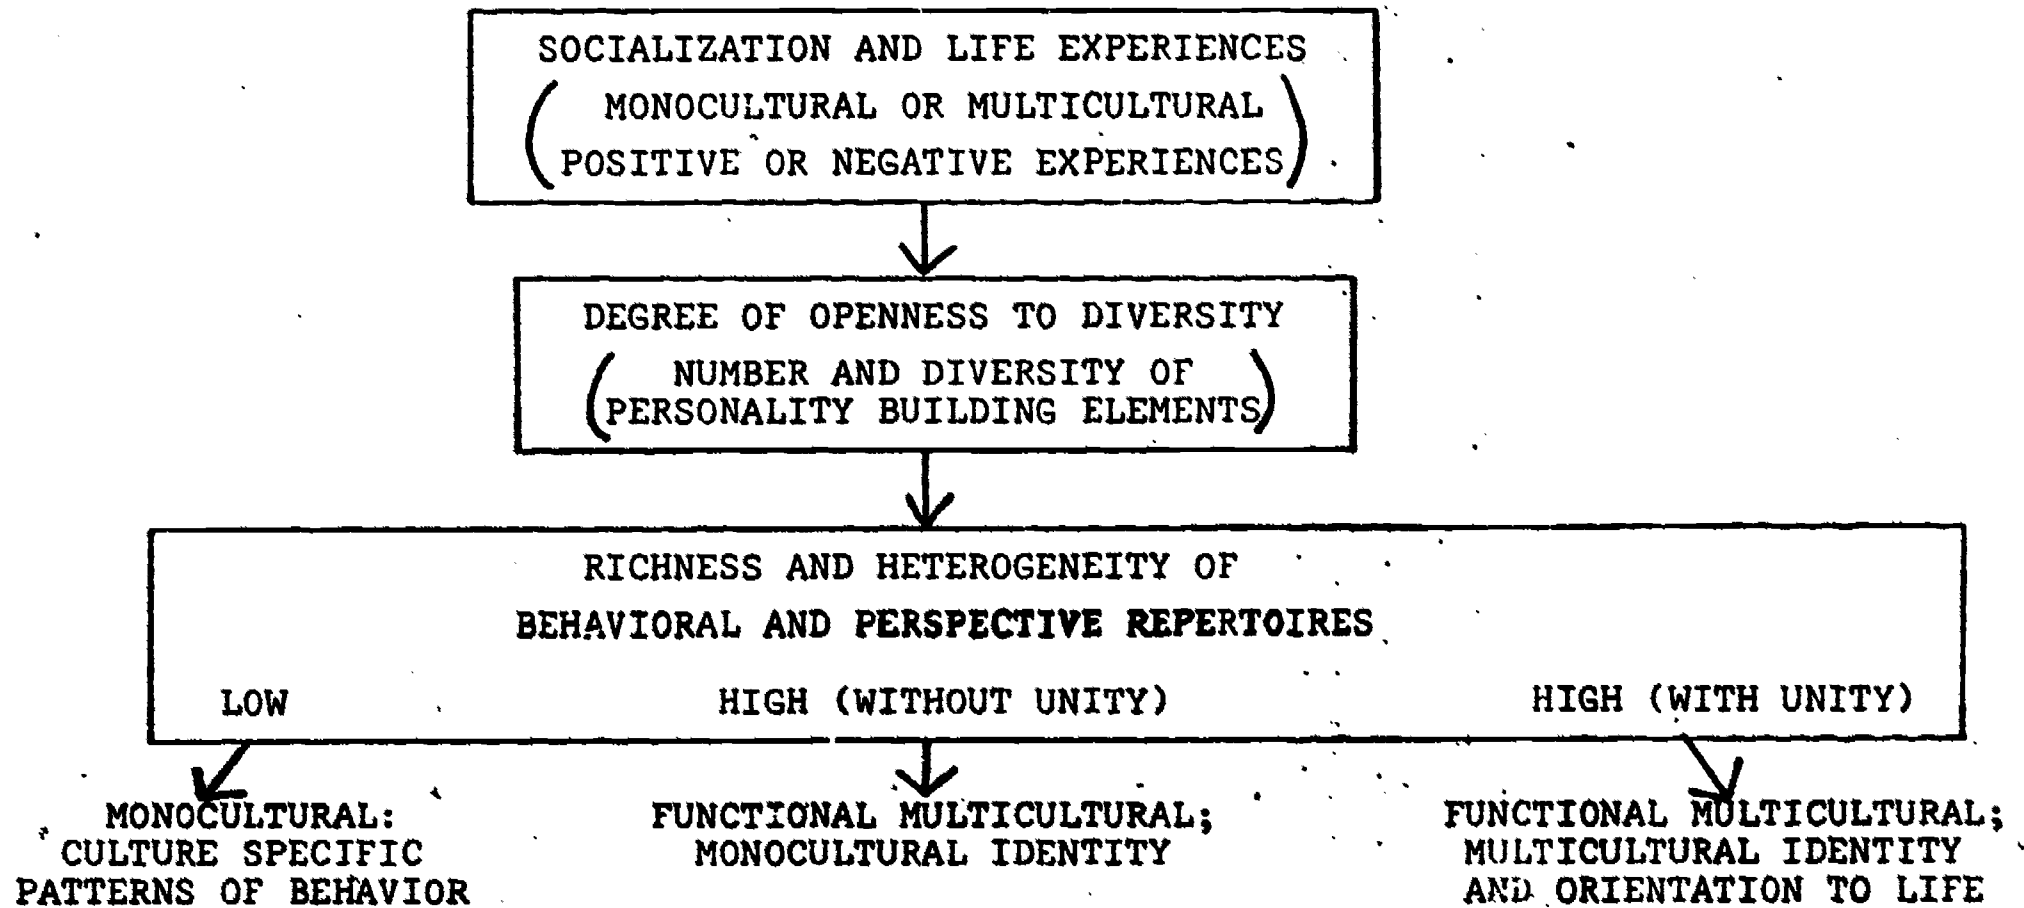 SOCIALIZATION AND LIFE EXPERIENCES
(MONOCULTURAL OR MULTICULTURAL
POSITIVE OR NEGATIVE EXPERIENCES)
DEGREE OF OPENNESS TO DIVERSITY
(NUMBER AND DIVERSITY OF
PERSONALITY BUILDING ELEMENTS)
RICHNESS AND HETEROGENEITY OF
BEHAVIORAL AND PERSPECTIVE REPERTOIRES
LOW
HIGH (WITHOUT UNITY)
HIGH (WITH UNITY)
MONOCULTURAL:
CULTURE SPECIFIC
PATTERNS OF BEHAVIOR
FUNCTIONAL MULTICULTURAL;
MONOCULTURAL IDENTITY
FUNCTIONAL MULTICULTURAL;
MULTICULTURAL IDENTITY
AND ORIENTATION TO LIFE